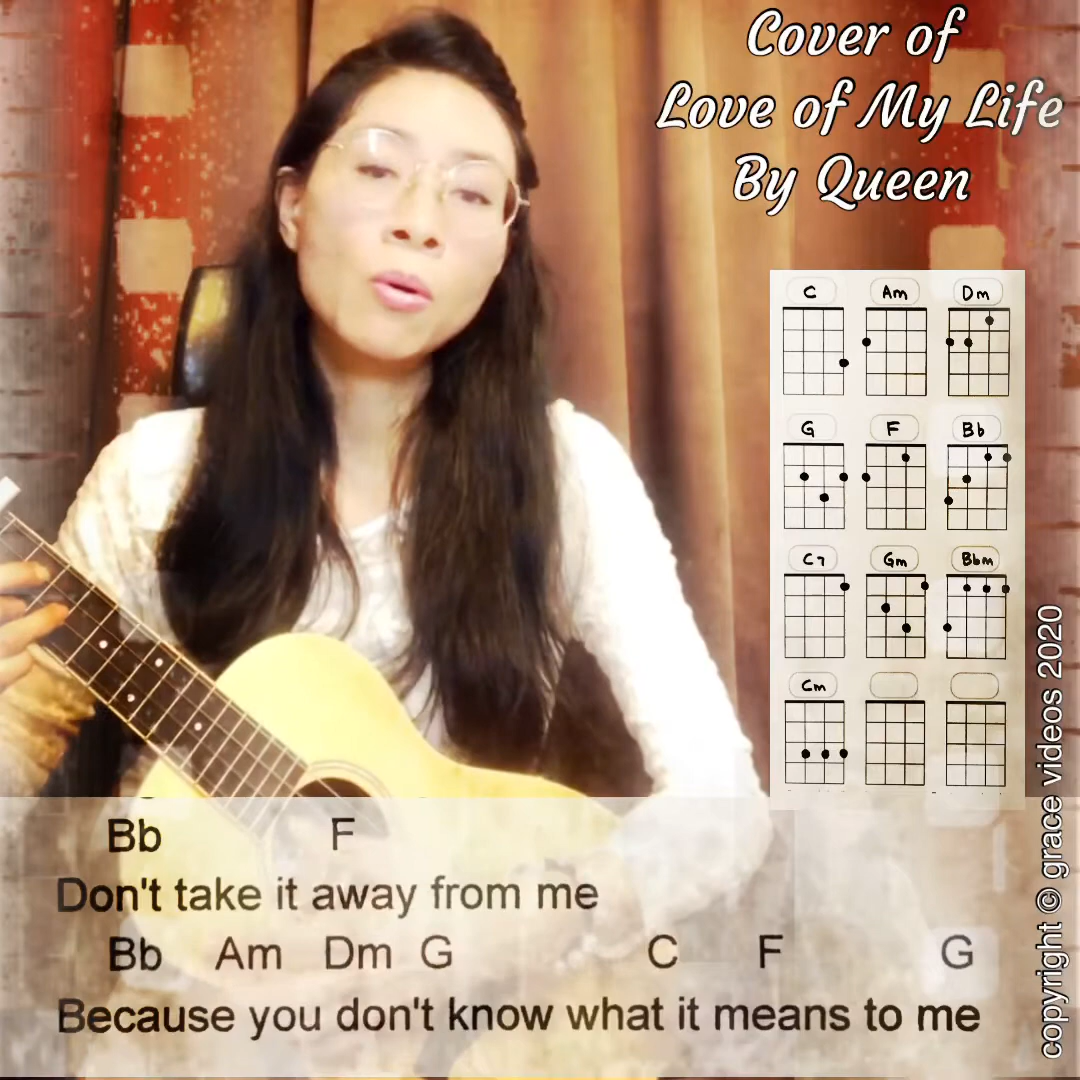 Cover of
Love of My Life
By Queen
C Am Dm
G F Bb
C7 Gm Bbm
Cm
Bb F
Don't take it away from me
Bb Am Dm G C F G
Because you don't know what it means to me
copyright © grace videos 2020